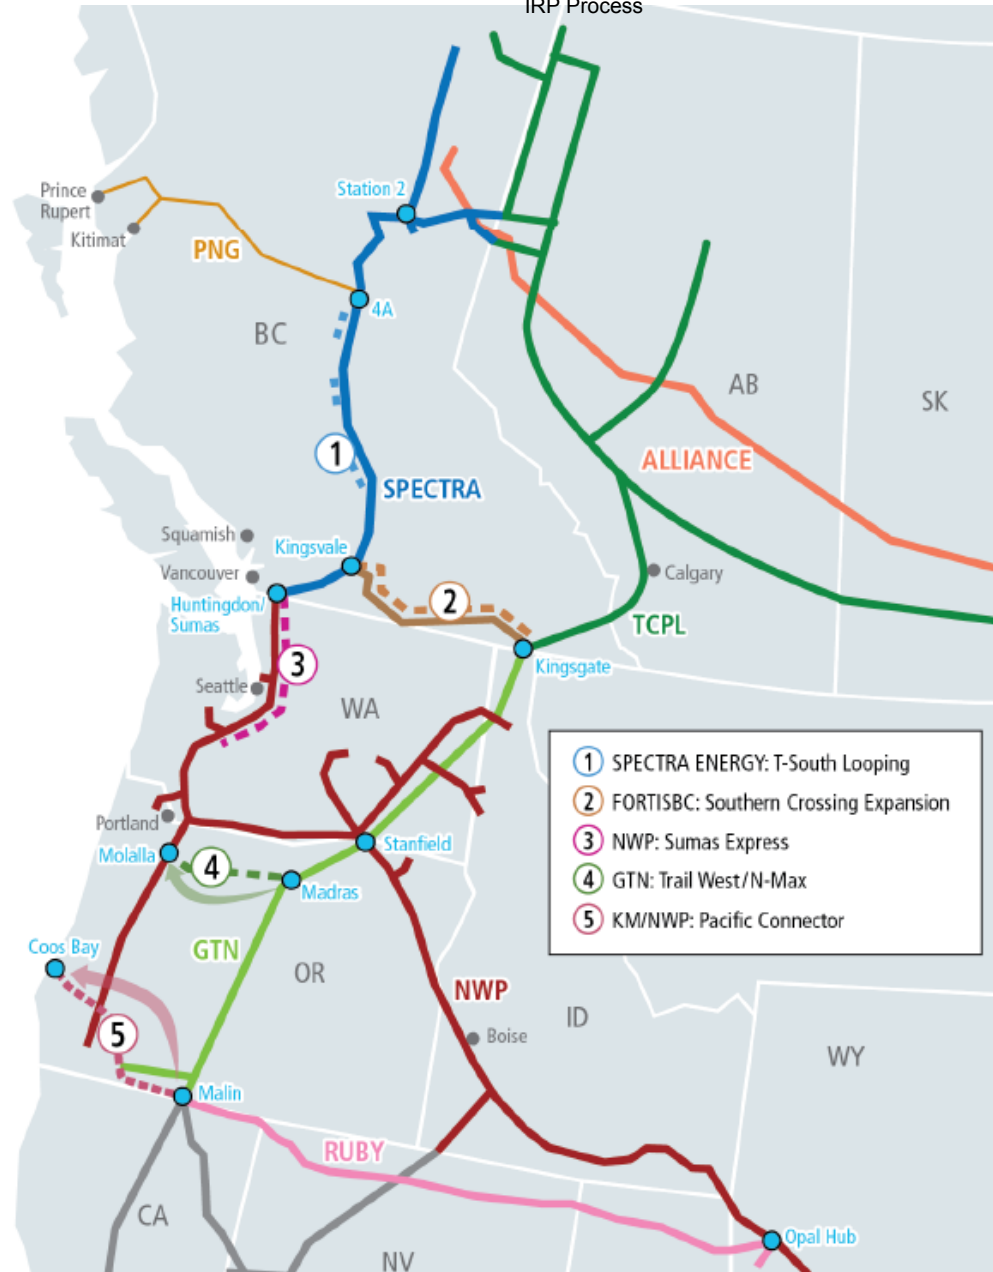 IRP Process
Station 2
Prince
Rupert
Kitimat
PNG
4A
BC
AB
SK
1
ALLIANCE
SPECTRA
Squamish
Kingsvale
Vancouver
Calgary
Huntingdon/
Sumas
2
TCPL
3
Kingsgate
Seattle
WA
1 SPECTRA ENERGY: T-South Looping
2 FORTISBC: Southern Crossing Expansion
3 NWP: Sumas Express
4 GTN: Trail West/N-Max
5 KM/NWP: Pacific Connector
Portland
Stanfield
Molalla
4
Madras
Coos Bay
GTN
OR
NWP
ID
5
Boise
WY
Malin
RUBY
CA
Opal Hub
NV